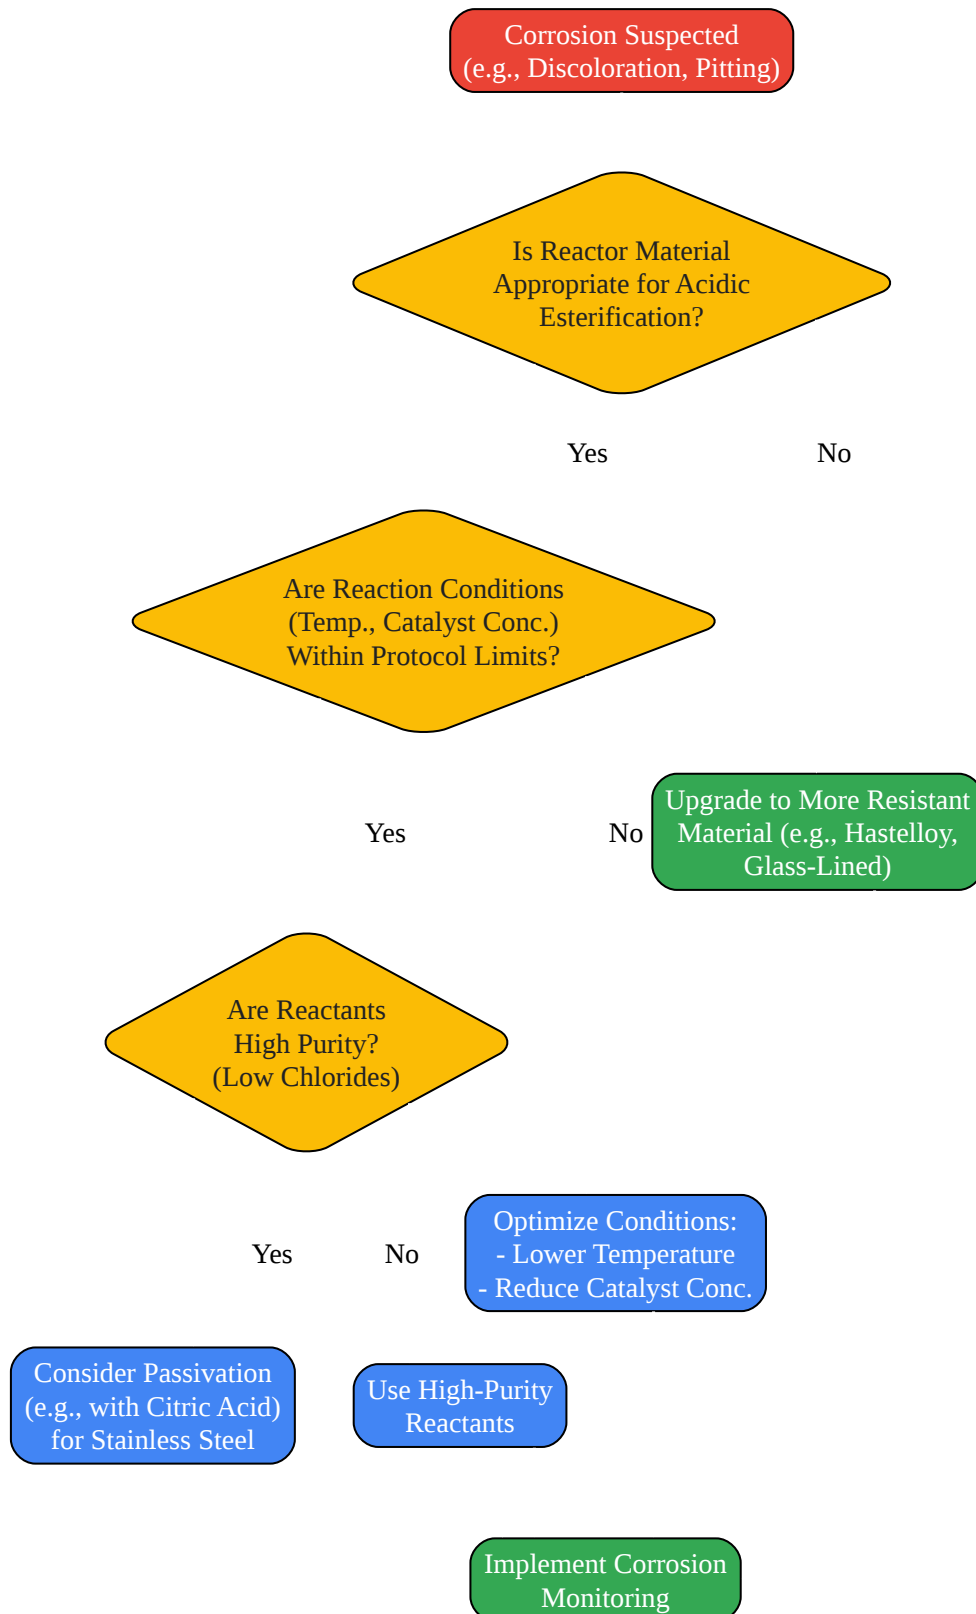 Corrosion Suspected
(e.g., Discoloration, Pitting)
Is Reactor Material
Appropriate for Acidic
Esterification?
Yes
No
Are Reaction Conditions
(Temp., Catalyst Conc.)
Within Protocol Limits?
Yes
No
Upgrade to More Resistant
Material (e.g., Hastelloy,
Glass-Lined)
Are Reactants
High Purity?
(Low Chlorides)
Yes
No
Optimize Conditions:
- Lower Temperature
- Reduce Catalyst Conc.
Consider Passivation
(e.g., with Citric Acid)
for Stainless Steel
Use High-Purity
Reactants
Implement Corrosion
Monitoring